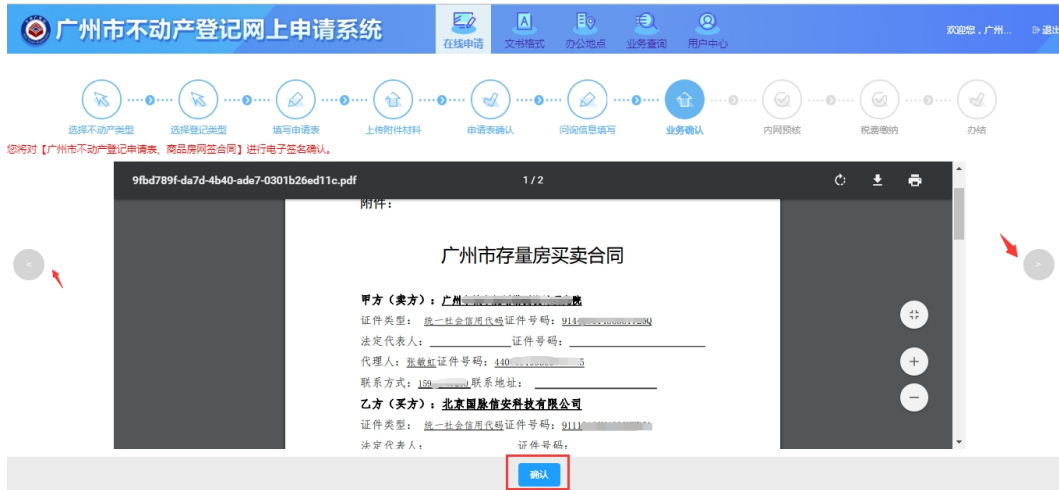 广州市不动产登记网上申请系统
在线申请 文书格式 办公地点 业务查询 用户中心
欢迎您，广州... 退出
选择不动产类型 选择登记类型 填写申请表 上传附件材料 申请表确认 问询信息填写 业务确认 内网预核 税费缴纳 办结
您将对【广州市不动产登记申请表、商品房网签合同】进行电子签名确认。
9fbd789f-da7d-4b40-ade7-0301b26ed11c.pdf 1 / 2
附件：
广州市存量房买卖合同
甲方（卖方）：广州
证件类型： 统一社会信用代码证件号码：914
法定代表人：证件号码：
代理人：张敏虹证件号码：440 5
联系方式：159 联系地址：
乙方（买方）：北京国脉信安科技有限公司
证件类型： 统一社会信用代码证件号码：9111
法定代表人： 证件号码：
< >
确认